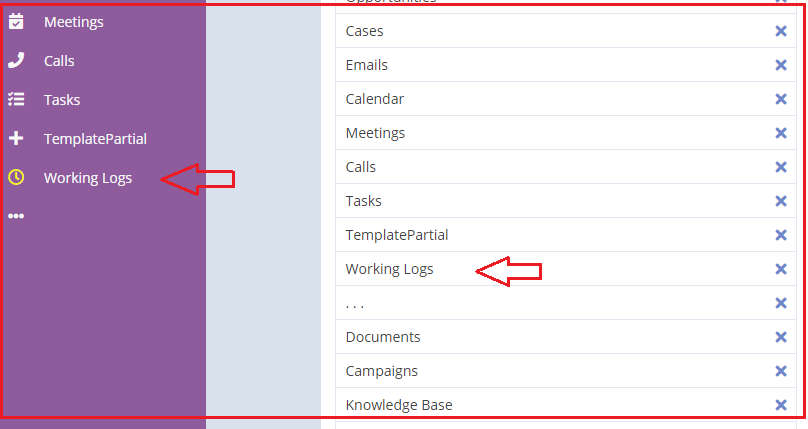 Meetings
Calls
Tasks
TemplatePartial
Working Logs
Opportunities
Cases
Emails
Calendar
Meetings
Calls
Tasks
TemplatePartial
Working Logs
. . .
Documents
Campaigns
Knowledge Base